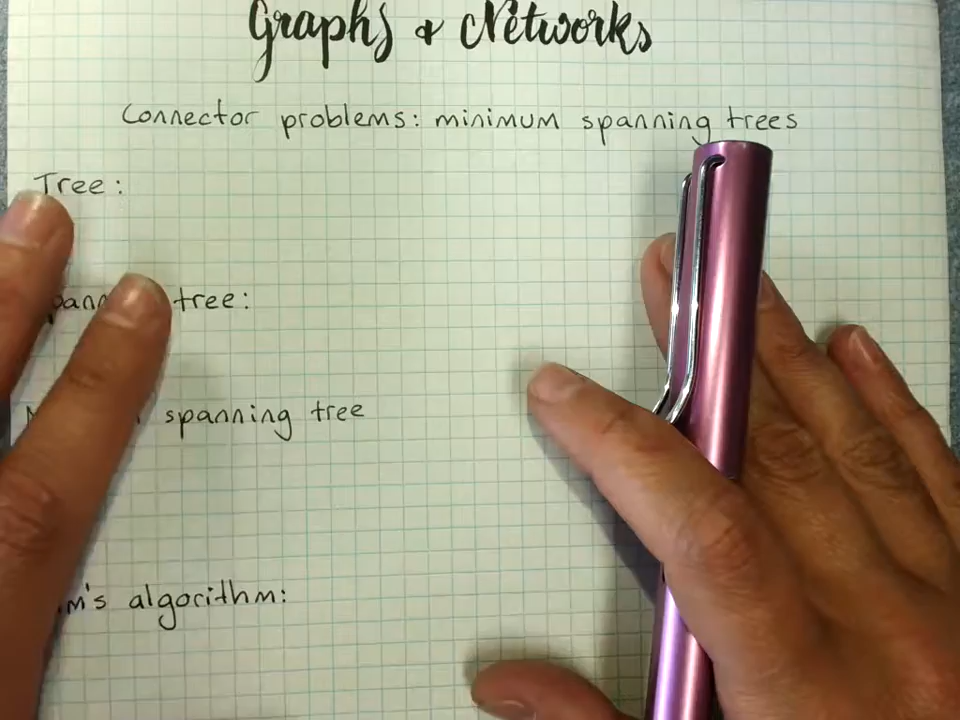 Graphs & Networks
Connector problems: minimum spanning trees
Tree:
tree:
spanning tree
algorithm: